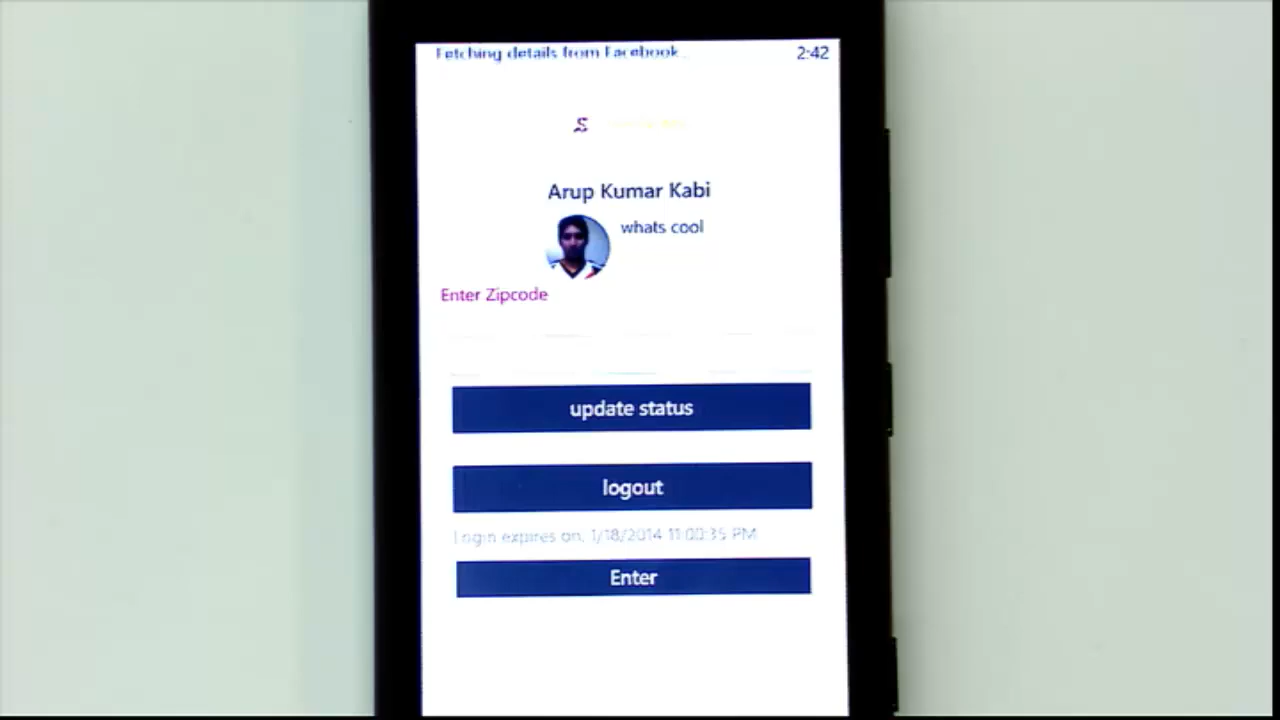 Fetching details from Facebook...
2:42
Arup Kumar Kabi
whats cool
Enter Zipcode
update status
logout
Login expires on: 1/18/2014 11:00:35 PM
Enter